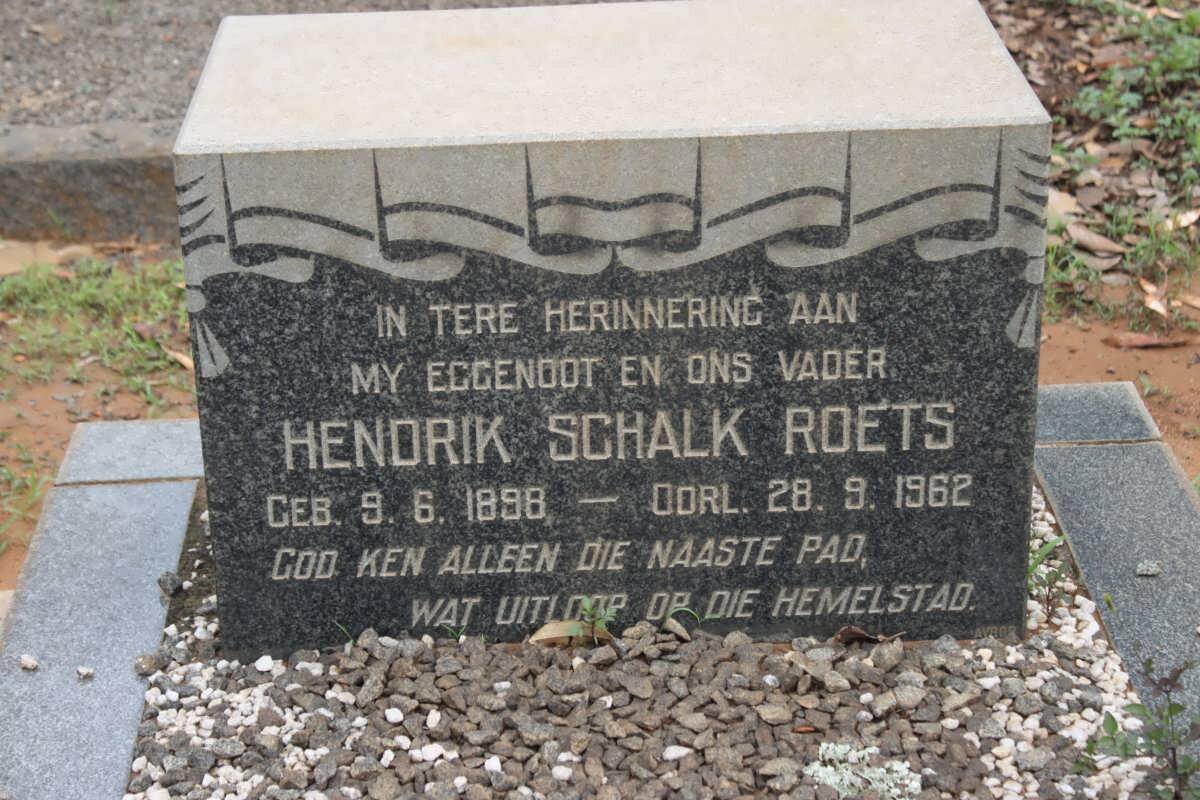 IN TERE HERINNERING AAN
MY EGGENOOT EN ONS VADER
HENDRIK SCHALK ROETS
GEB. 9. 6. 1898 — OORL. 28. 9. 1962
GOD KEN ALLEEN DIE NAASTE PAD,
WAT UITLOOP OP DIE HEMELSTAD.